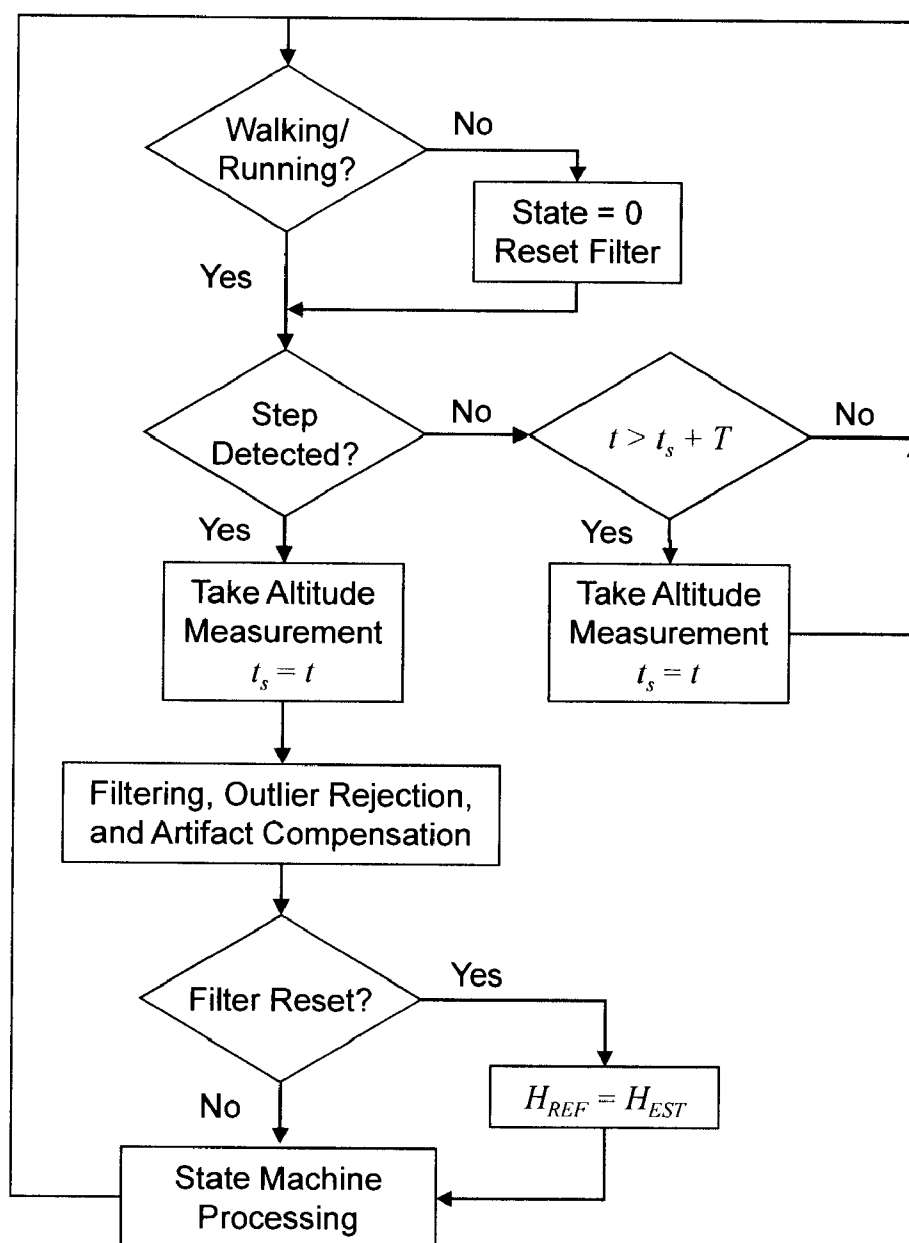 Walking/
Running?
No
State = 0
Reset Filter
Yes
Step
Detected?
No
t > t_s + T
No
Yes
Take Altitude
Measurement
t_s = t
Yes
Take Altitude
Measurement
t_s = t
Filtering, Outlier Rejection,
and Artifact Compensation
Filter Reset?
Yes
H_REF = H_EST
No
State Machine
Processing